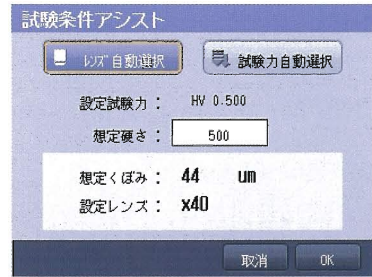 試験条件アシスト
ﾚﾝｽﾞ自動選択 試験力自動選択
設定試験力： HV 0.500
想定硬さ： 500
想定くぼみ： 44 um
設定レンズ： x40
取消 OK